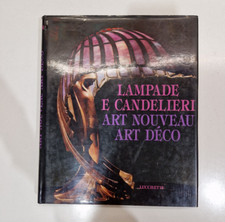 LAMPADE
E CANDELIERI
ART NOUVEAU
ART DÉCO